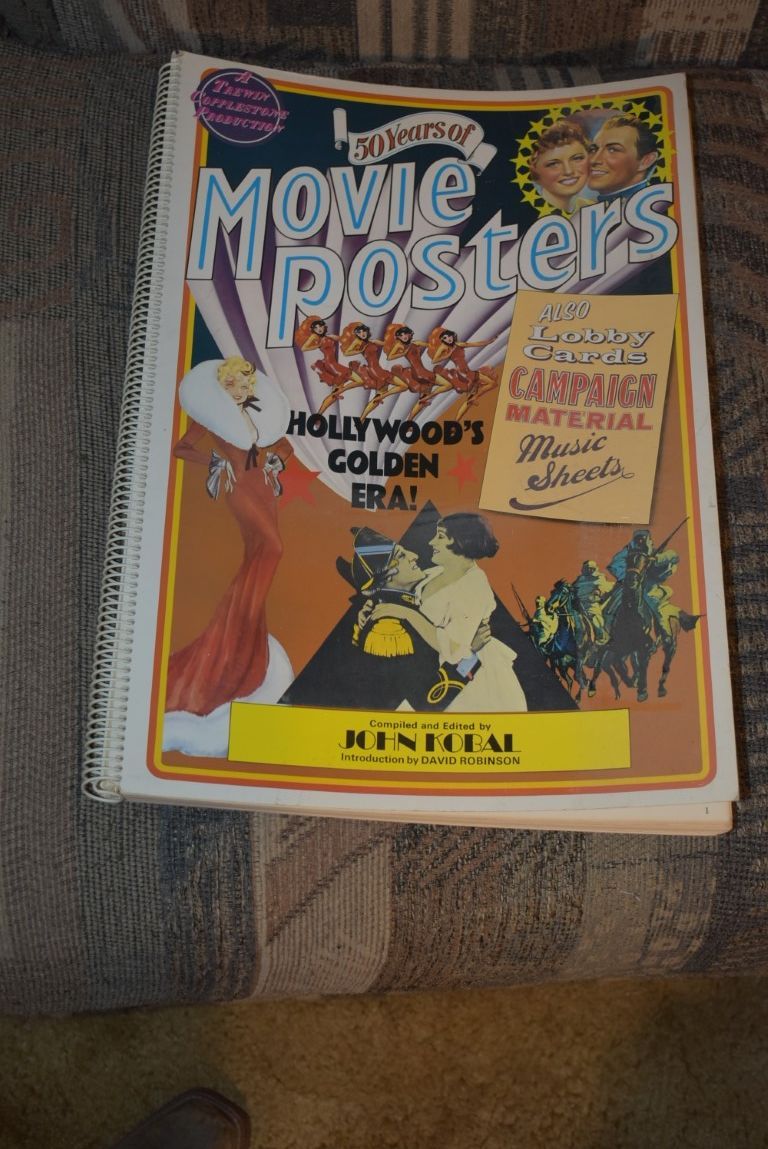 A
TREWIN
COPPLESTONE
PRODUCTION
50 Years of
MOVIE
POSTERS
ALSO
Lobby
Cards
CAMPAIGN
MATERIAL
Music
Sheets
HOLLYWOOD'S
GOLDEN
ERA!
Compiled and Edited by
JOHN KOBAL
Introduction by DAVID ROBINSON
1